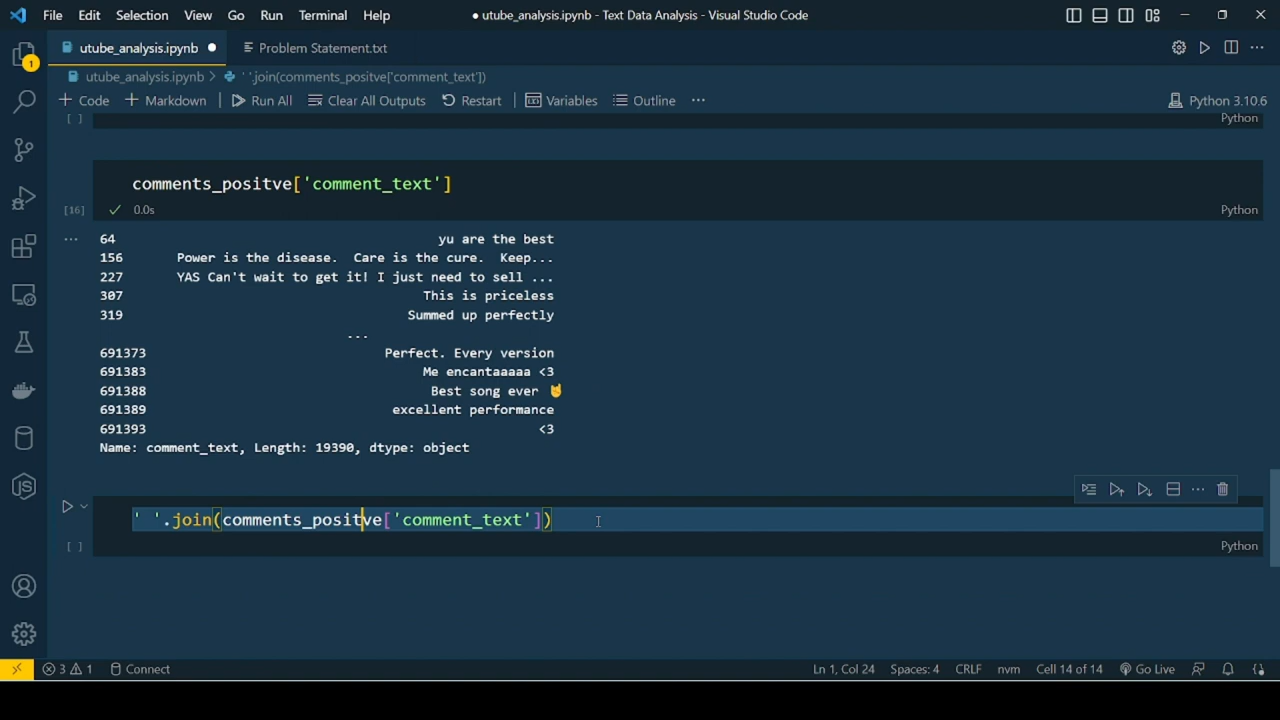 File Edit Selection View Go Run Terminal Help
● utube_analysis.ipynb - Text Data Analysis - Visual Studio Code
utube_analysis.ipynb ●
Problem Statement.txt
utube_analysis.ipynb > ' '.join(comments_positve['comment_text'])
+ Code + Markdown Run All Clear All Outputs Restart Variables Outline ...
Python 3.10.6
[ ]
Python
comments_positve['comment_text']
[16] ✓ 0.0s
Python
... 64 yu are the best
156 Power is the disease. Care is the cure. Keep...
227 YAS Can't wait to get it! I just need to sell ...
307 This is priceless
319 Summed up perfectly
...
691373 Perfect. Every version
691383 Me encantaaaaa <3
691388 Best song ever 🤘
691389 excellent performance
691393 <3
Name: comment_text, Length: 19390, dtype: object
' '.join(comments_positve['comment_text'])
[ ]
Python
1
3 1 Connect
Ln 1, Col 24 Spaces: 4 CRLF nvm Cell 14 of 14 Go Live